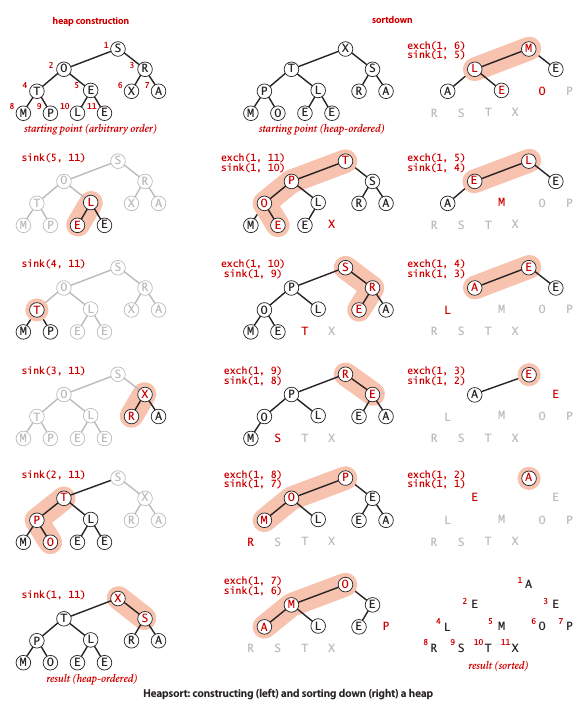 heap construction
1 S
2 O 3 R
4 T 5 E 6 X 7 A
8 M 9 P 10 L 11 E
starting point (arbitrary order)
sink(5, 11)
S
O R
T L X A
M P E E
sink(4, 11)
S
O R
T L X A
M P E E
sink(3, 11)
S
O X
T L R A
M P E E
sink(2, 11)
S
T X
P L R A
M O E E
sink(1, 11)
X
T S
P L R A
M O E E
result (heap-ordered)
sortdown
X
T S
P L R A
M O E E
starting point (heap-ordered)
exch(1, 11)
sink(1, 10)
T
P S
O L R A
M E E X
exch(1, 10)
sink(1, 9)
S
P R
O L E A
M E T X
exch(1, 9)
sink(1, 8)
R
P E
O L E A
M S T X
exch(1, 8)
sink(1, 7)
P
O E
M L E A
R S T X
exch(1, 7)
sink(1, 6)
O
M E
A L E P
R S T X
exch(1, 6)
sink(1, 5)
M
L E
A E O P
R S T X
exch(1, 5)
sink(1, 4)
L
E E
A M O P
R S T X
exch(1, 4)
sink(1, 3)
E
A E
L M O P
R S T X
exch(1, 3)
sink(1, 2)
E
A E
L M O P
R S T X
exch(1, 2)
sink(1, 1)
A
E E
L M O P
R S T X
1 A
2 E 3 E
4 L 5 M 6 O 7 P
8 R 9 S 10 T 11 X
result (sorted)
Heapsort: constructing (left) and sorting down (right) a heap